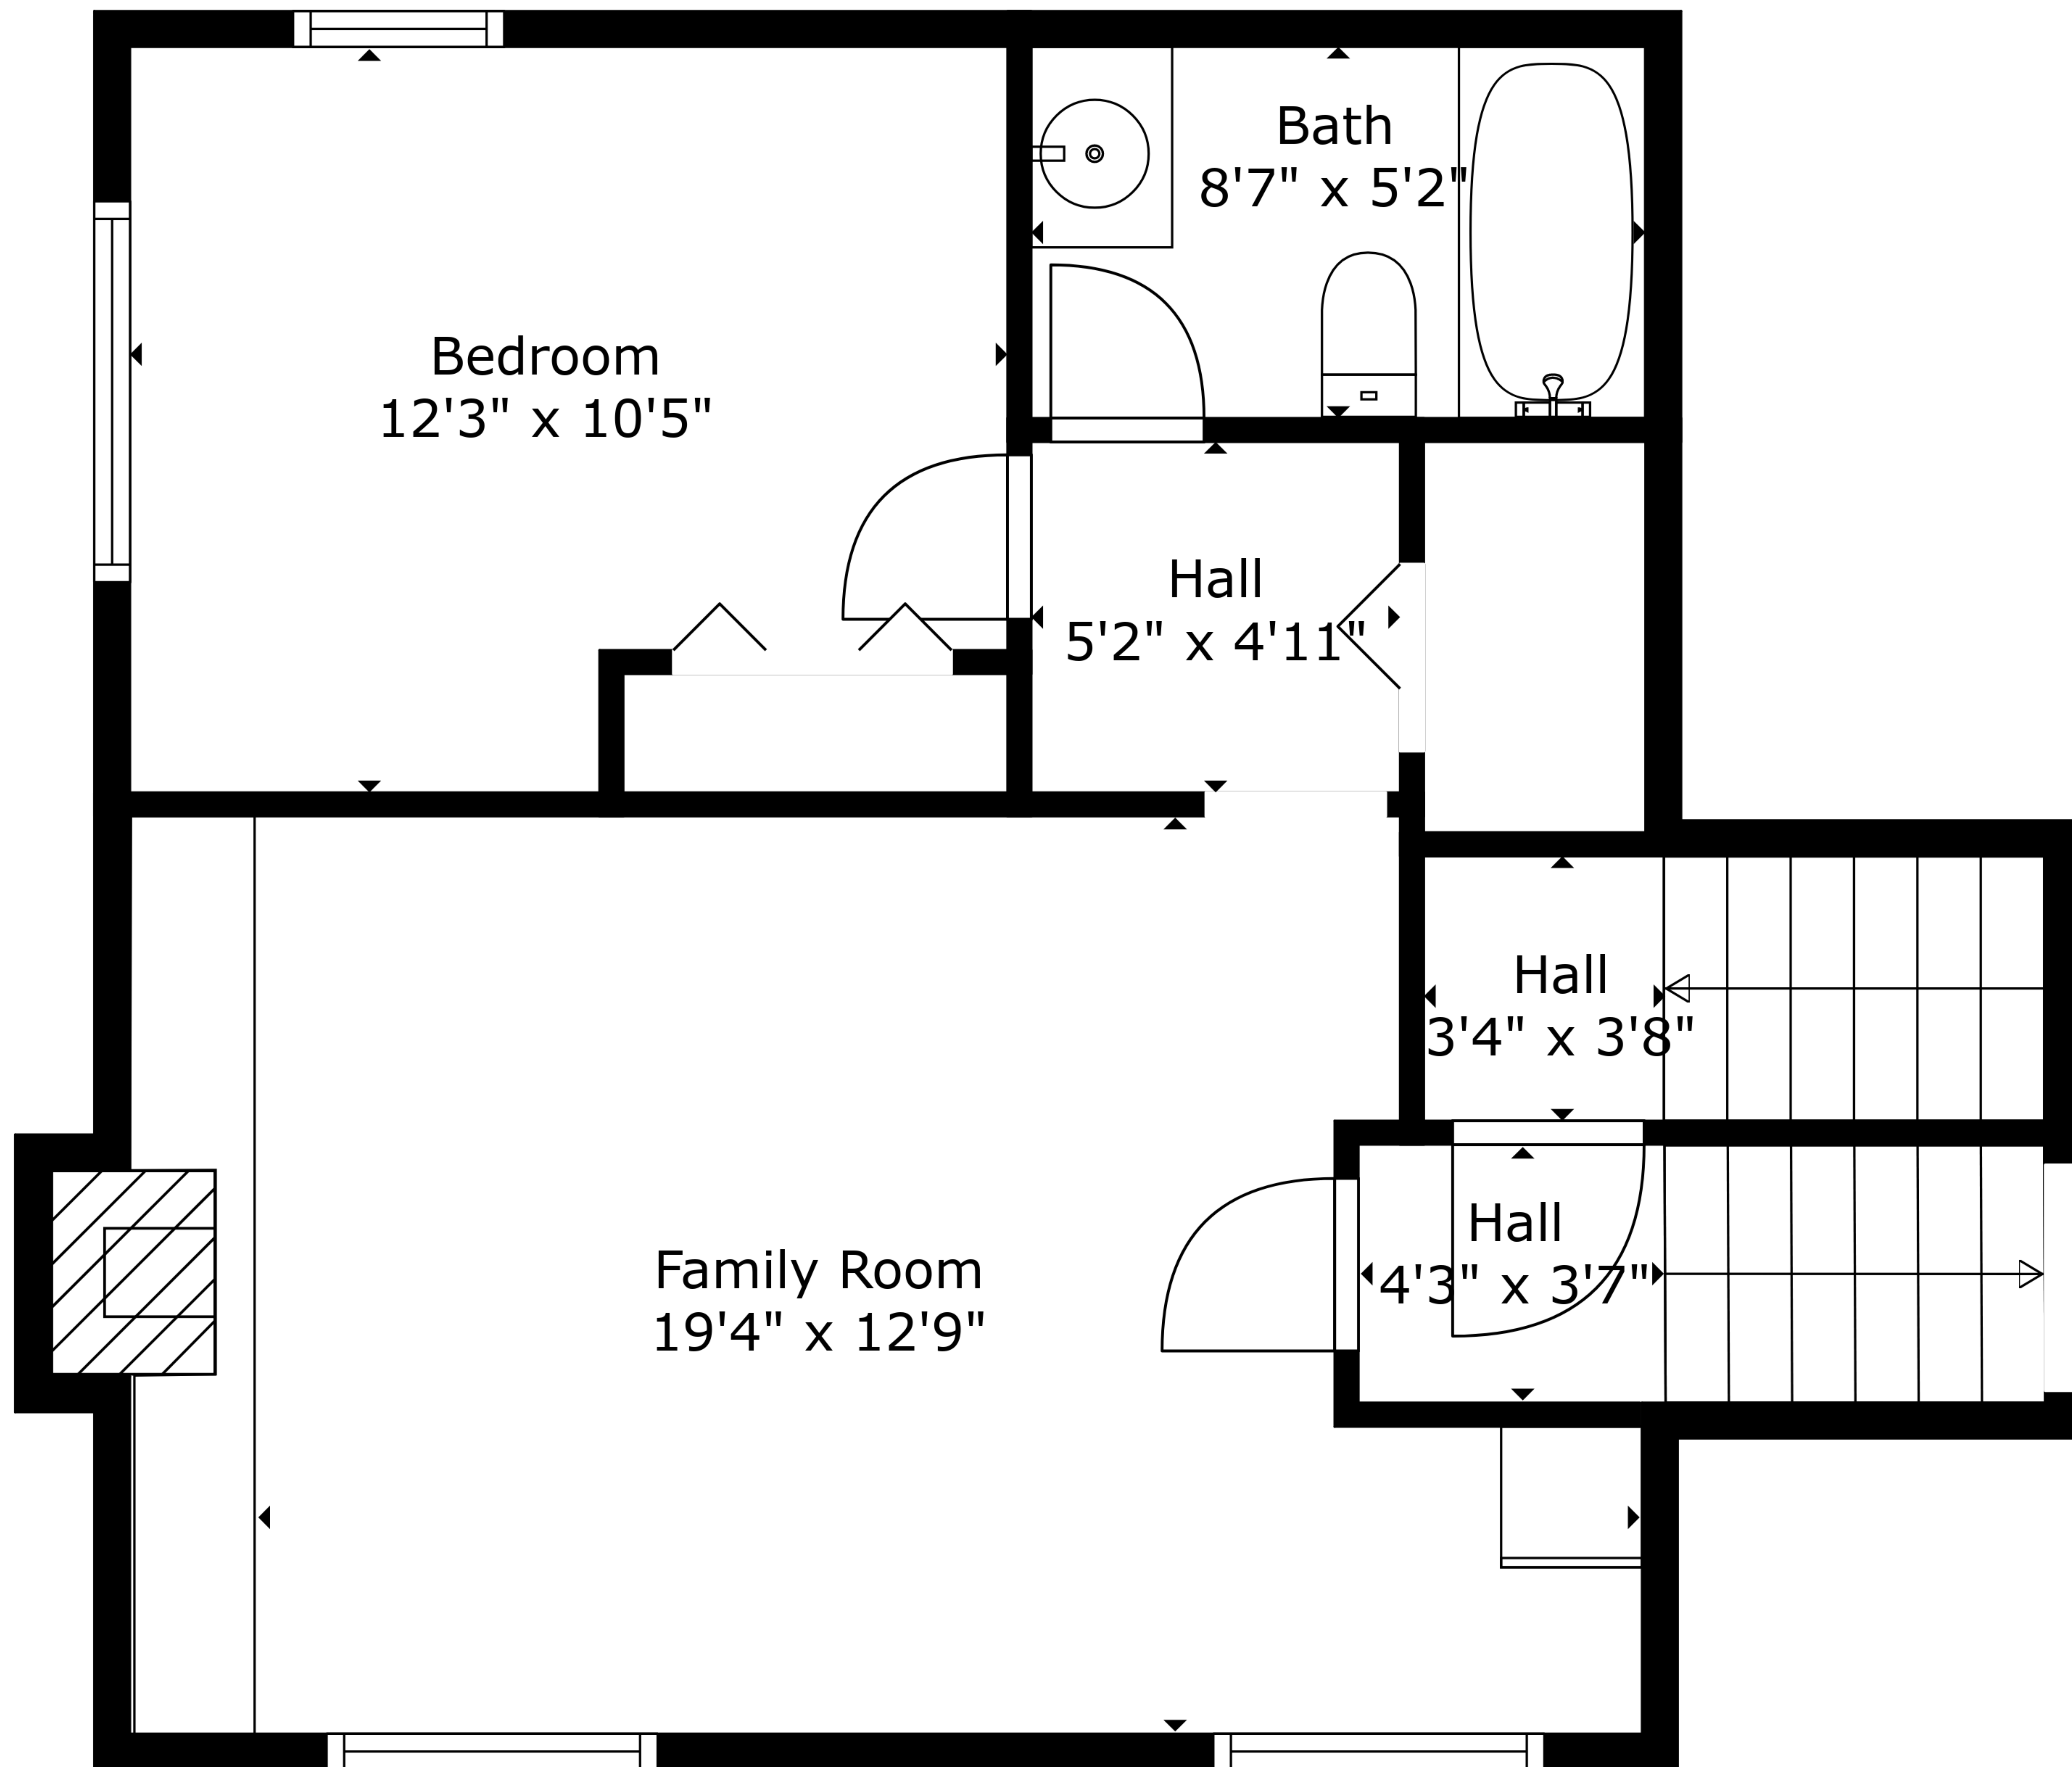 Bath
8'7" x 5'2"
Bedroom
12'3" x 10'5"
Hall
5'2" x 4'11"
Hall
3'4" x 3'8"
Hall
4'3" x 3'7"
Family Room
19'4" x 12'9"